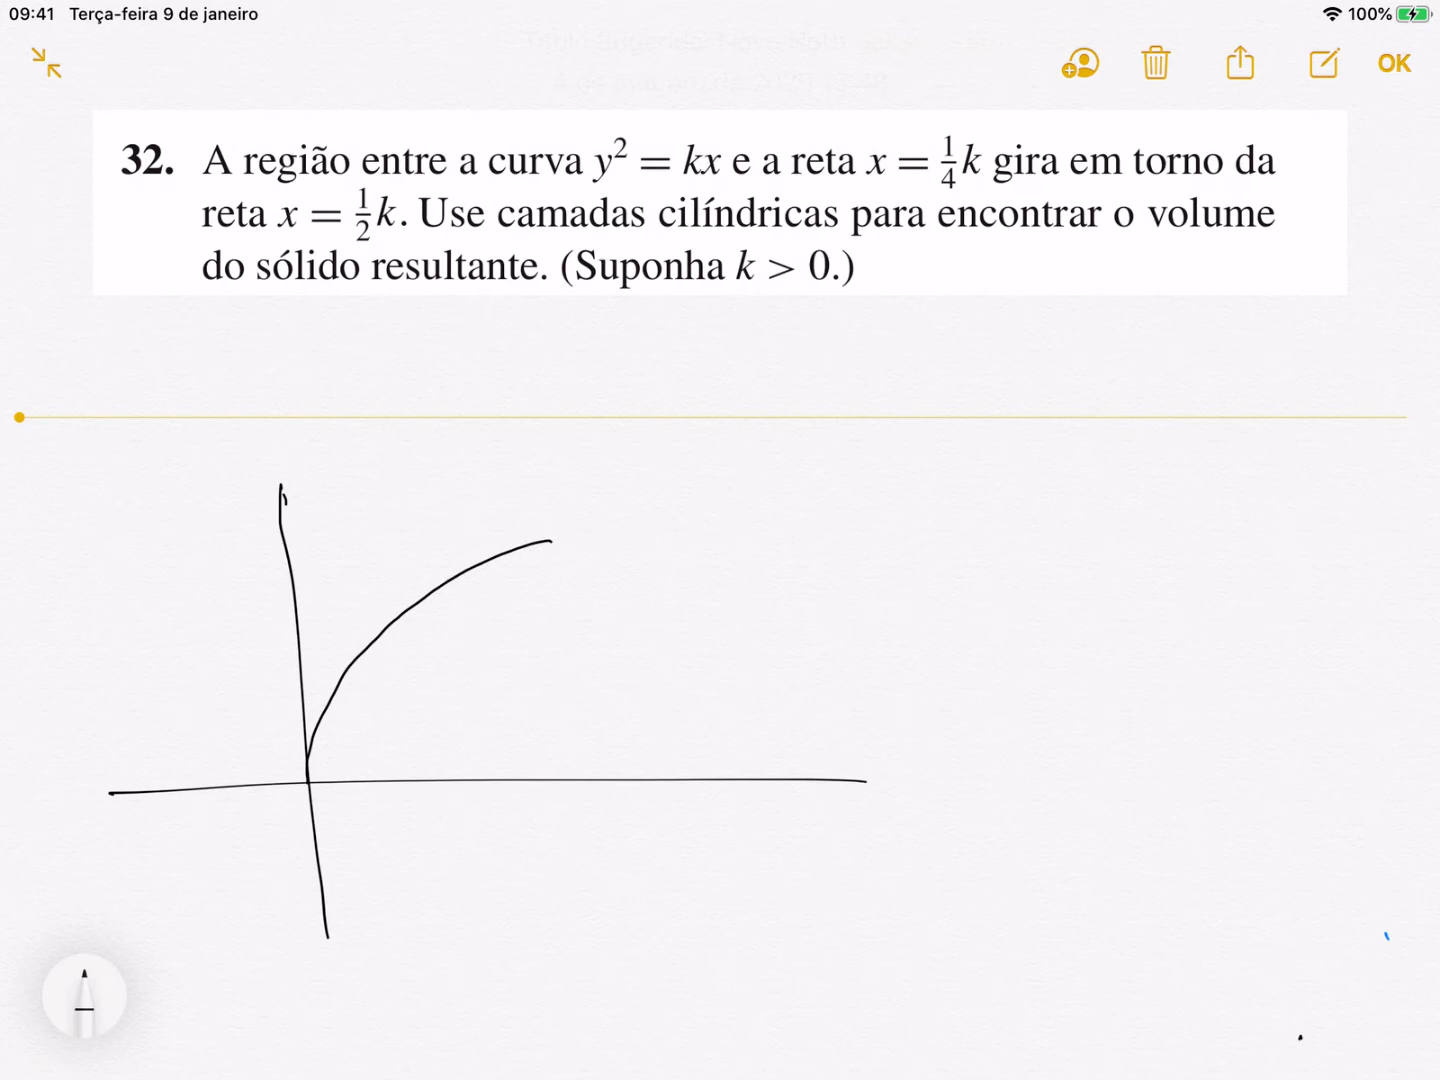 09:41 Terça-feira 9 de janeiro
100%
OK
32. A região entre a curva y² = kx e a reta x = ¼k gira em torno da
reta x = ½k. Use camadas cilíndricas para encontrar o volume
do sólido resultante. (Suponha k > 0.)